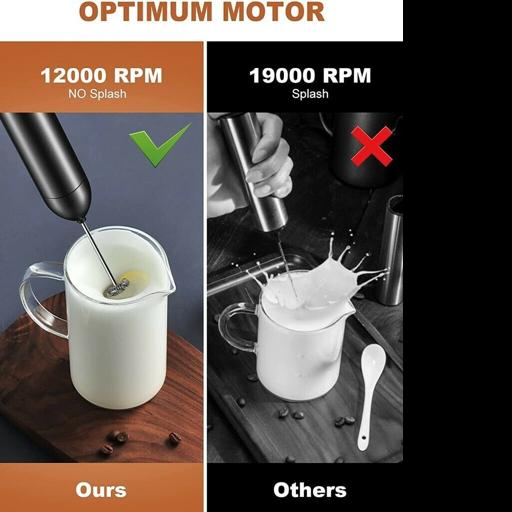 OPTIMUM MOTOR
12000 RPM
NO Splash
19000 RPM
Splash
Ours
Others